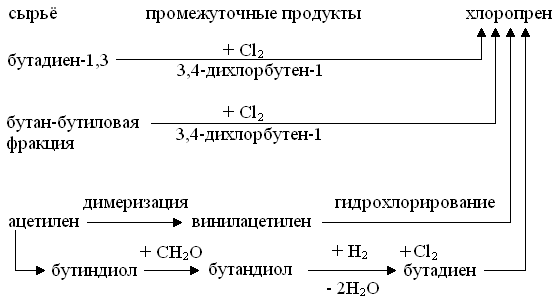 сырьё промежуточные продукты хлоропрен
+ Cl₂
бутадиен-1,3
3,4-дихлорбутен-1
+ Cl₂
бутан-бутиловая
фракция
3,4-дихлорбутен-1
димеризация гидрохлорирование
ацетилен винилацетилен
+ CH₂O + H₂ +Cl₂
бутиндиол бутандиол бутадиен
- 2H₂O